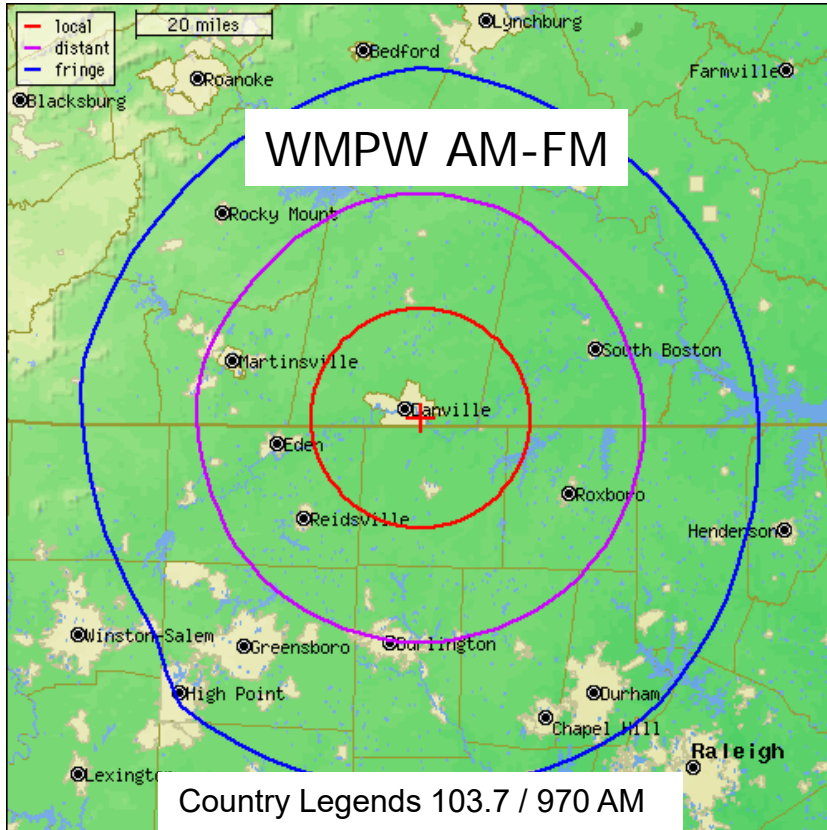 local
distant
fringe
20 miles
Lynchburg
Bedford
Roanoke
Farmville
Blacksburg
WMPW AM-FM
Rocky Mount
Martinsville
South Boston
Danville
Eden
Roxboro
Reidsville
Henderson
Winston-Salem
Greensboro
Burlington
High Point
Durham
Chapel Hill
Raleigh
Lexington
Country Legends 103.7 / 970 AM